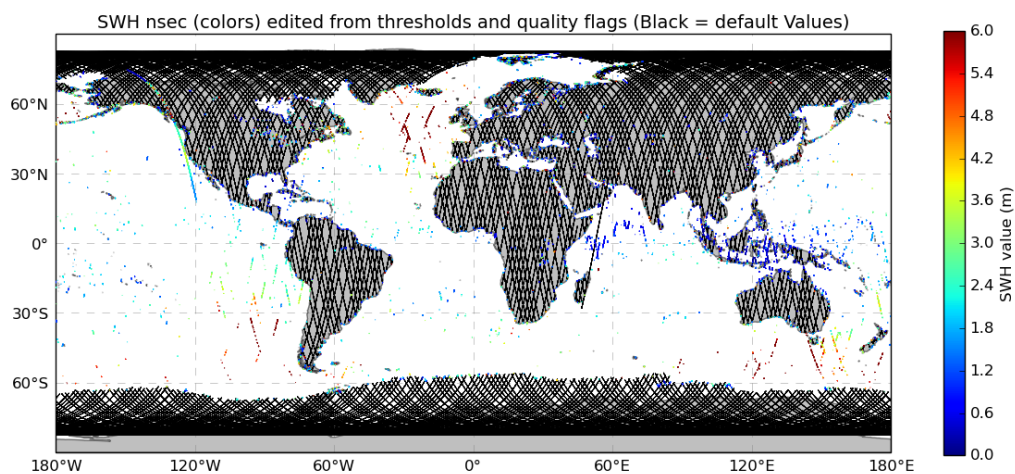 SWH nsec (colors) edited from thresholds and quality flags (Black = default Values)
60°N
30°N
0°
30°S
60°S
180°W
120°W
60°W
0°
60°E
120°E
180°E
6.0
5.4
4.8
4.2
3.6
3.0
2.4
1.8
1.2
0.6
0.0
SWH value (m)